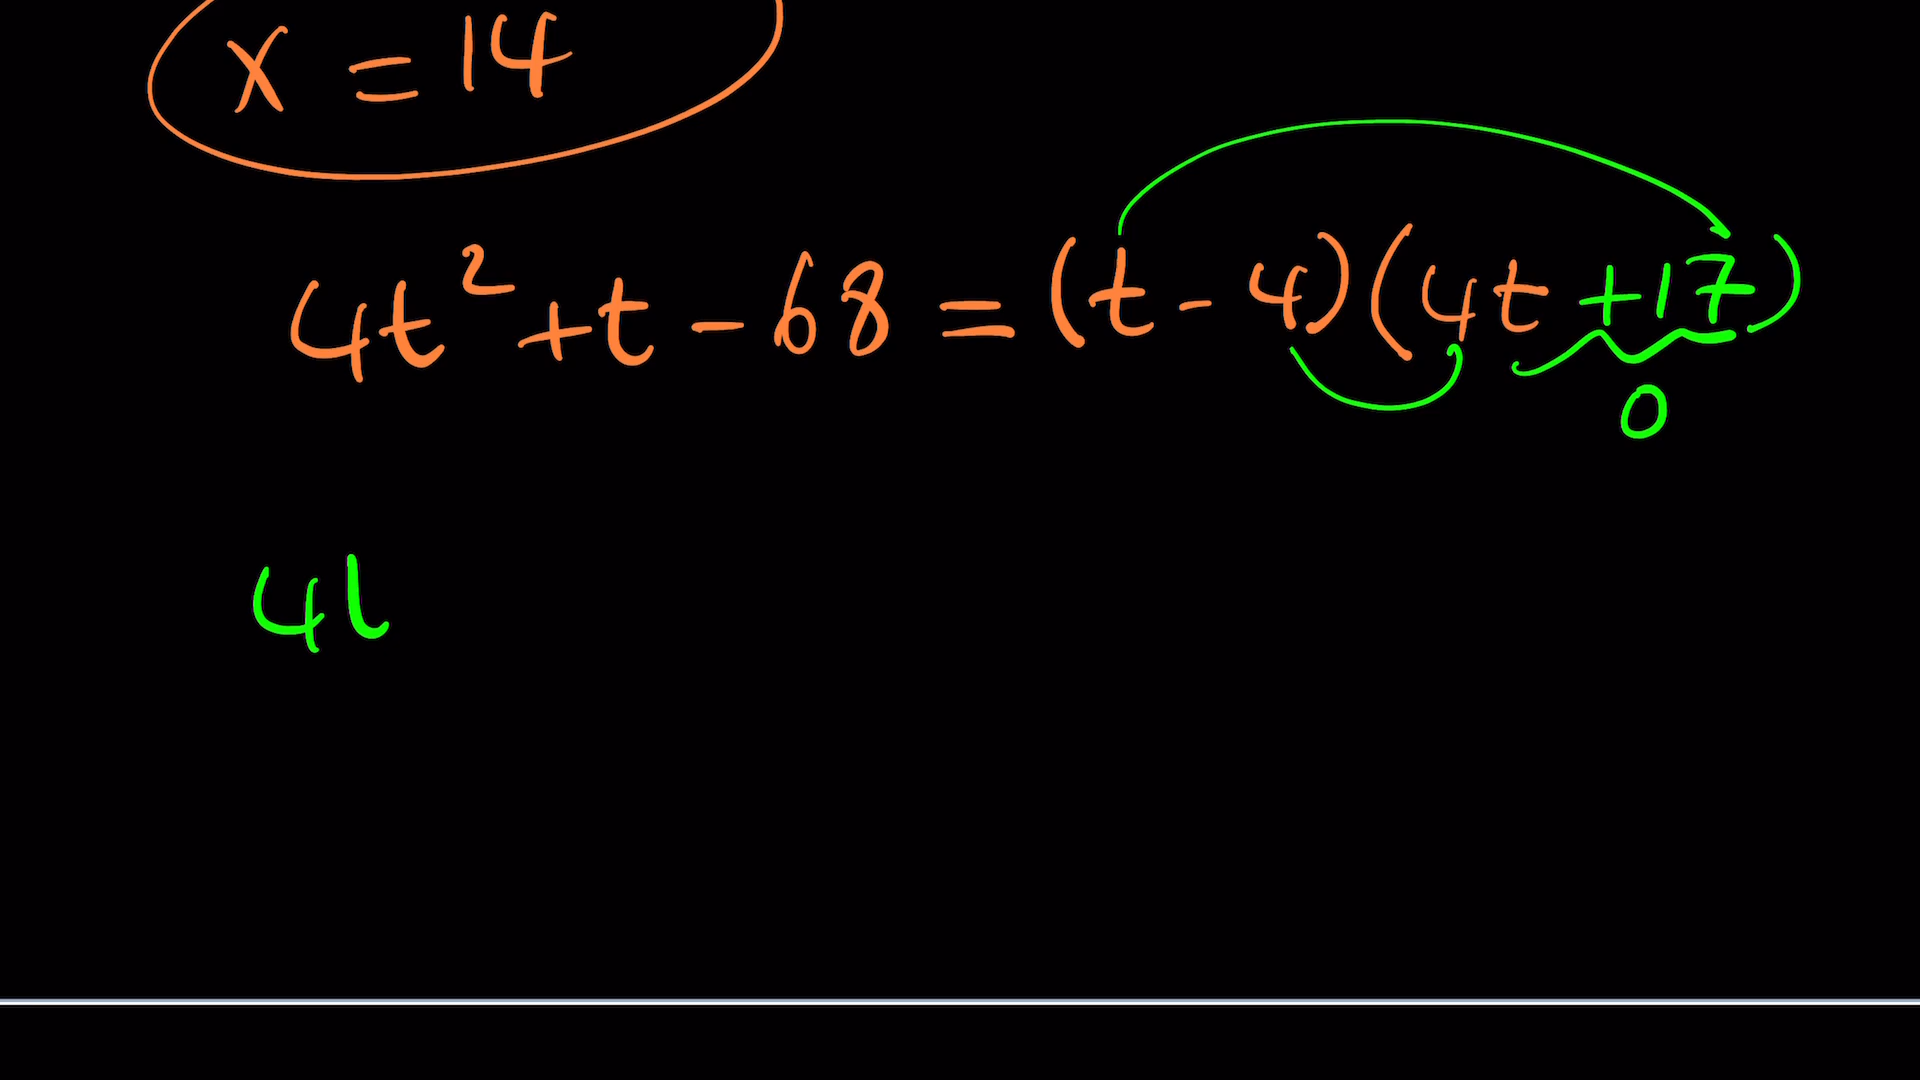 x = 14
4t² + t - 68 = (t - 4)(4t + 17)
0
4l